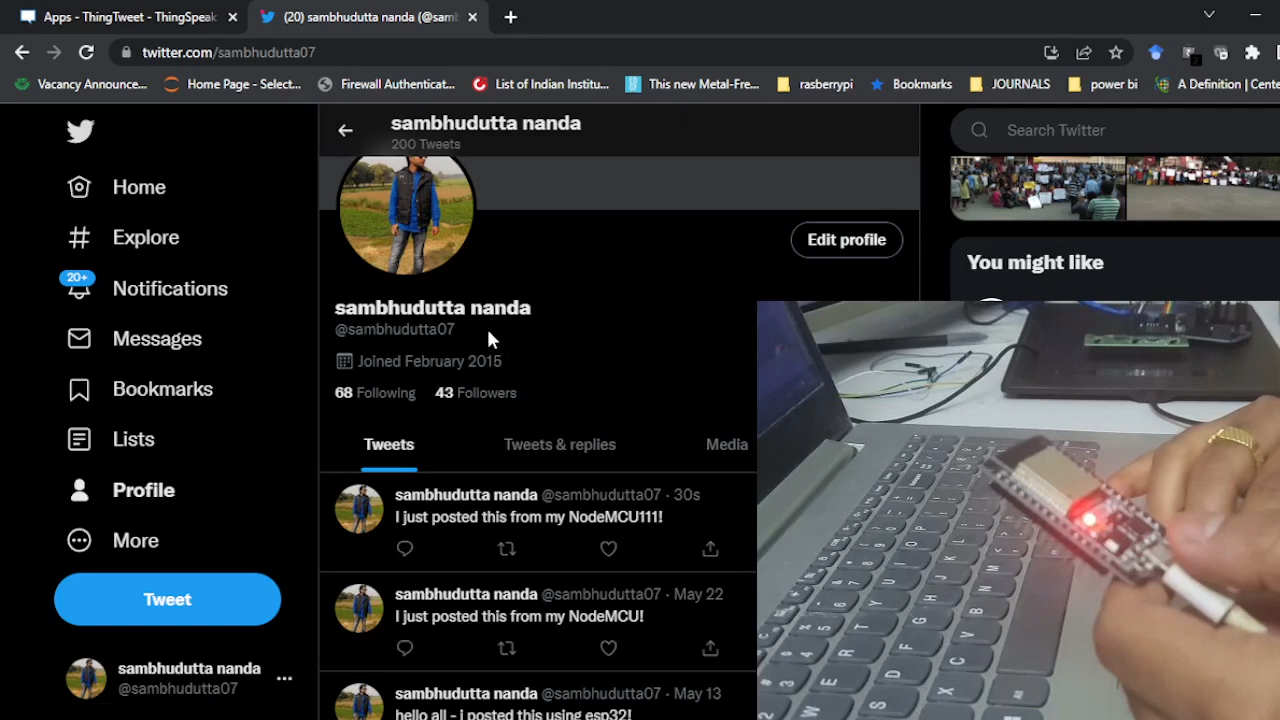 Apps - ThingTweet - ThingSpeak
(20) sambhudutta nanda (@samb
twitter.com/sambhudutta07
Vacancy Announce...
Home Page - Select...
Firewall Authenticat...
List of Indian Institu...
This new Metal-Fre...
rasberrypi
Bookmarks
JOURNALS
power bi
A Definition | Cente
sambhudutta nanda
200 Tweets
Search Twitter
Home
Explore
20+
Notifications
Messages
Bookmarks
Lists
Profile
More
Tweet
sambhudutta nanda
@sambhudutta07
Edit profile
sambhudutta nanda
@sambhudutta07
Joined February 2015
68 Following 43 Followers
Tweets
Tweets & replies
Media
sambhudutta nanda @sambhudutta07 · 30s
I just posted this from my NodeMCU111!
sambhudutta nanda @sambhudutta07 · May 22
I just posted this from my NodeMCU!
sambhudutta nanda @sambhudutta07 · May 13
hello all - i posted this using esp32!
You might like